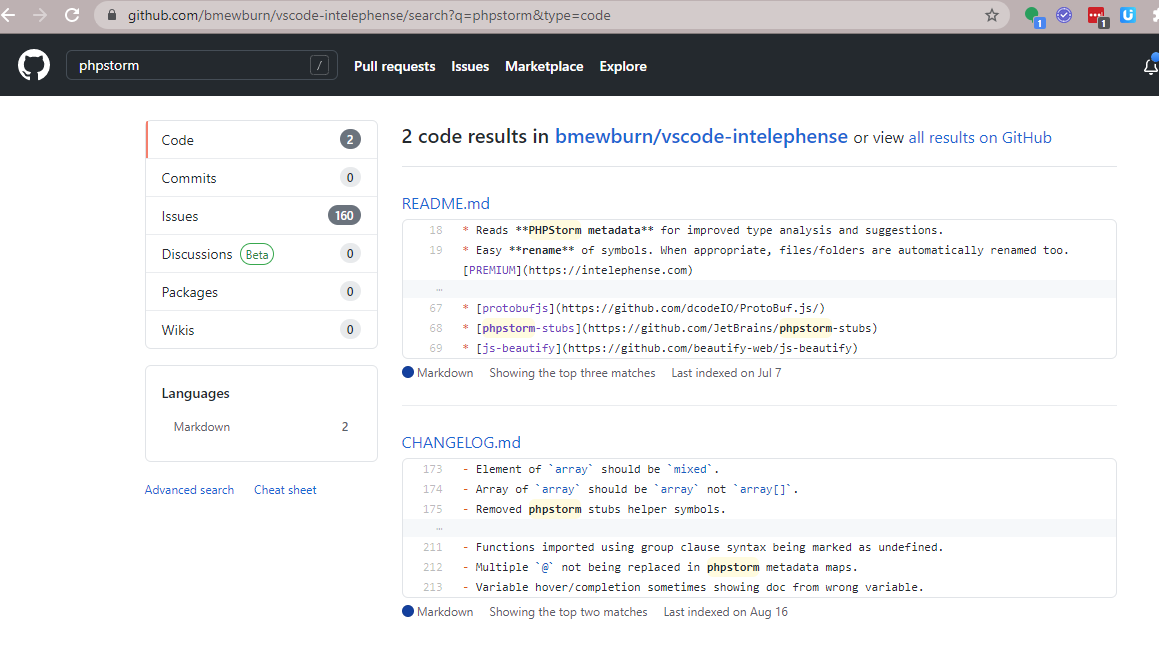 github.com/bmewburn/vscode-intelephense/search?q=phpstorm&type=code
1
1
phpstorm
/
Pull requests Issues Marketplace Explore
Code 2
Commits 0
Issues 160
Discussions Beta 0
Packages 0
Wikis 0
Languages
Markdown 2
Advanced search Cheat sheet
2 code results in bmewburn/vscode-intelephense or view all results on GitHub
README.md
18 * Reads **PHPStorm metadata** for improved type analysis and suggestions.
19 * Easy **rename** of symbols. When appropriate, files/folders are automatically renamed too.
[PREMIUM](https://intelephense.com)
…
67 * [protobufjs](https://github.com/dcodeIO/ProtoBuf.js/)
68 * [phpstorm-stubs](https://github.com/JetBrains/phpstorm-stubs)
69 * [js-beautify](https://github.com/beautify-web/js-beautify)
Markdown Showing the top three matches Last indexed on Jul 7
CHANGELOG.md
173 - Element of `array` should be `mixed`.
174 - Array of `array` should be `array` not `array[]`.
175 - Removed phpstorm stubs helper symbols.
…
211 - Functions imported using group clause syntax being marked as undefined.
212 - Multiple `@` not being replaced in phpstorm metadata maps.
213 - Variable hover/completion sometimes showing doc from wrong variable.
Markdown Showing the top two matches Last indexed on Aug 16